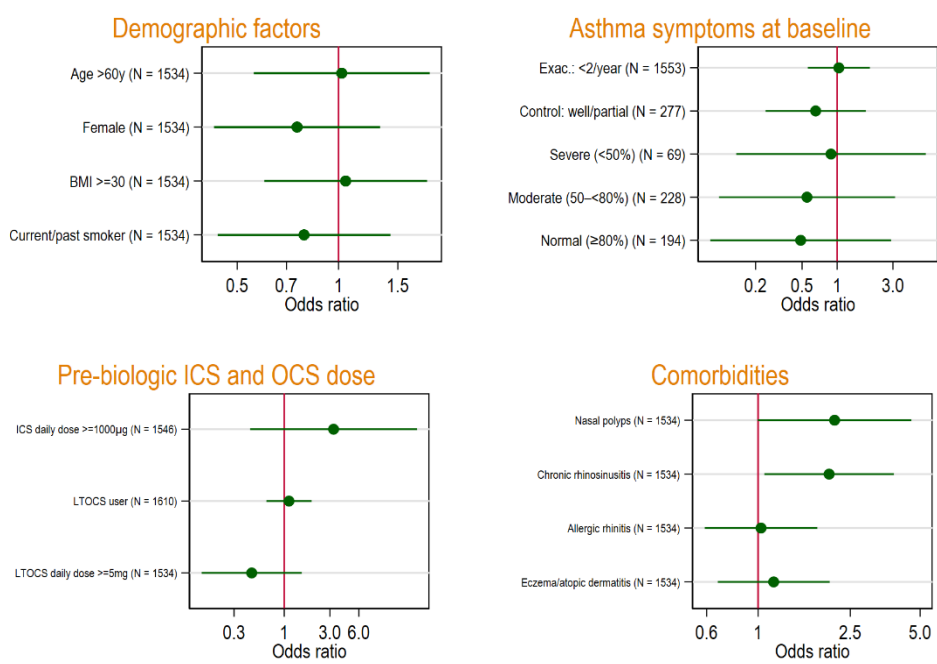 Demographic factors
Age >60y (N = 1534)
Female (N = 1534)
BMI >=30 (N = 1534)
Current/past smoker (N = 1534)
0.5 0.7 1 1.5
Odds ratio
Asthma symptoms at baseline
Exac.: <2/year (N = 1553)
Control: well/partial (N = 277)
Severe (<50%) (N = 69)
Moderate (50–<80%) (N = 228)
Normal (≥80%) (N = 194)
0.2 0.5 1 3.0
Odds ratio
Pre-biologic ICS and OCS dose
ICS daily dose >=1000µg (N = 1546)
LTOCS user (N = 1610)
LTOCS daily dose >=5mg (N = 1534)
0.3 1 3.0 6.0
Odds ratio
Comorbidities
Nasal polyps (N = 1534)
Chronic rhinosinusitis (N = 1534)
Allergic rhinitis (N = 1534)
Eczema/atopic dermatitis (N = 1534)
0.6 1 2.5 5.0
Odds ratio